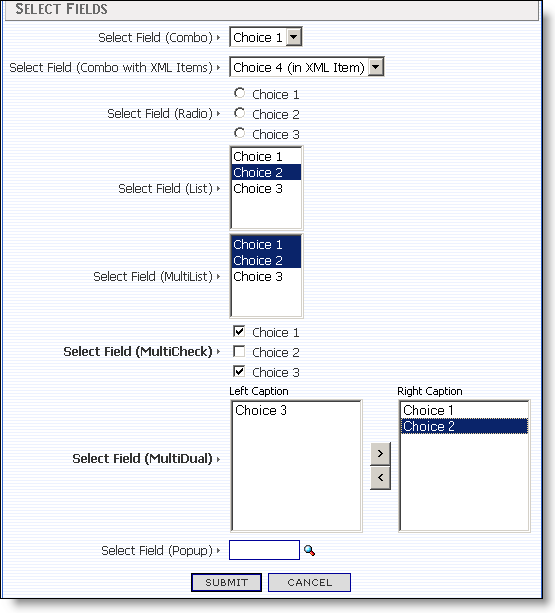 SELECT FIELDS
Select Field (Combo) Choice 1
Select Field (Combo with XML Items) Choice 4 (in XML Item)
Select Field (Radio)
Choice 1
Choice 2
Choice 3
Select Field (List)
Choice 1
Choice 2
Choice 3
Select Field (MultiList)
Choice 1
Choice 2
Choice 3
Select Field (MultiCheck)
Choice 1
Choice 2
Choice 3
Select Field (MultiDual)
Left Caption
Choice 3
>
<
Right Caption
Choice 1
Choice 2
Select Field (Popup)
SUBMIT CANCEL